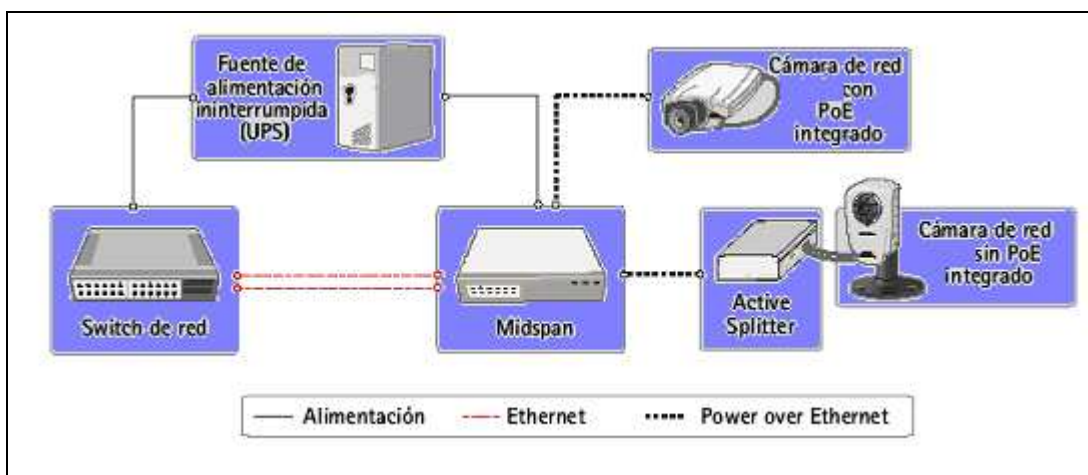 Fuente de
alimentación
ininterrumpida
(UPS)
Cámara de red
con
PoE
integrado
Switch de red
Midspan
Active
Splitter
Cámara de red
sin PoE
integrado
Alimentación
Ethernet
Power over Ethernet